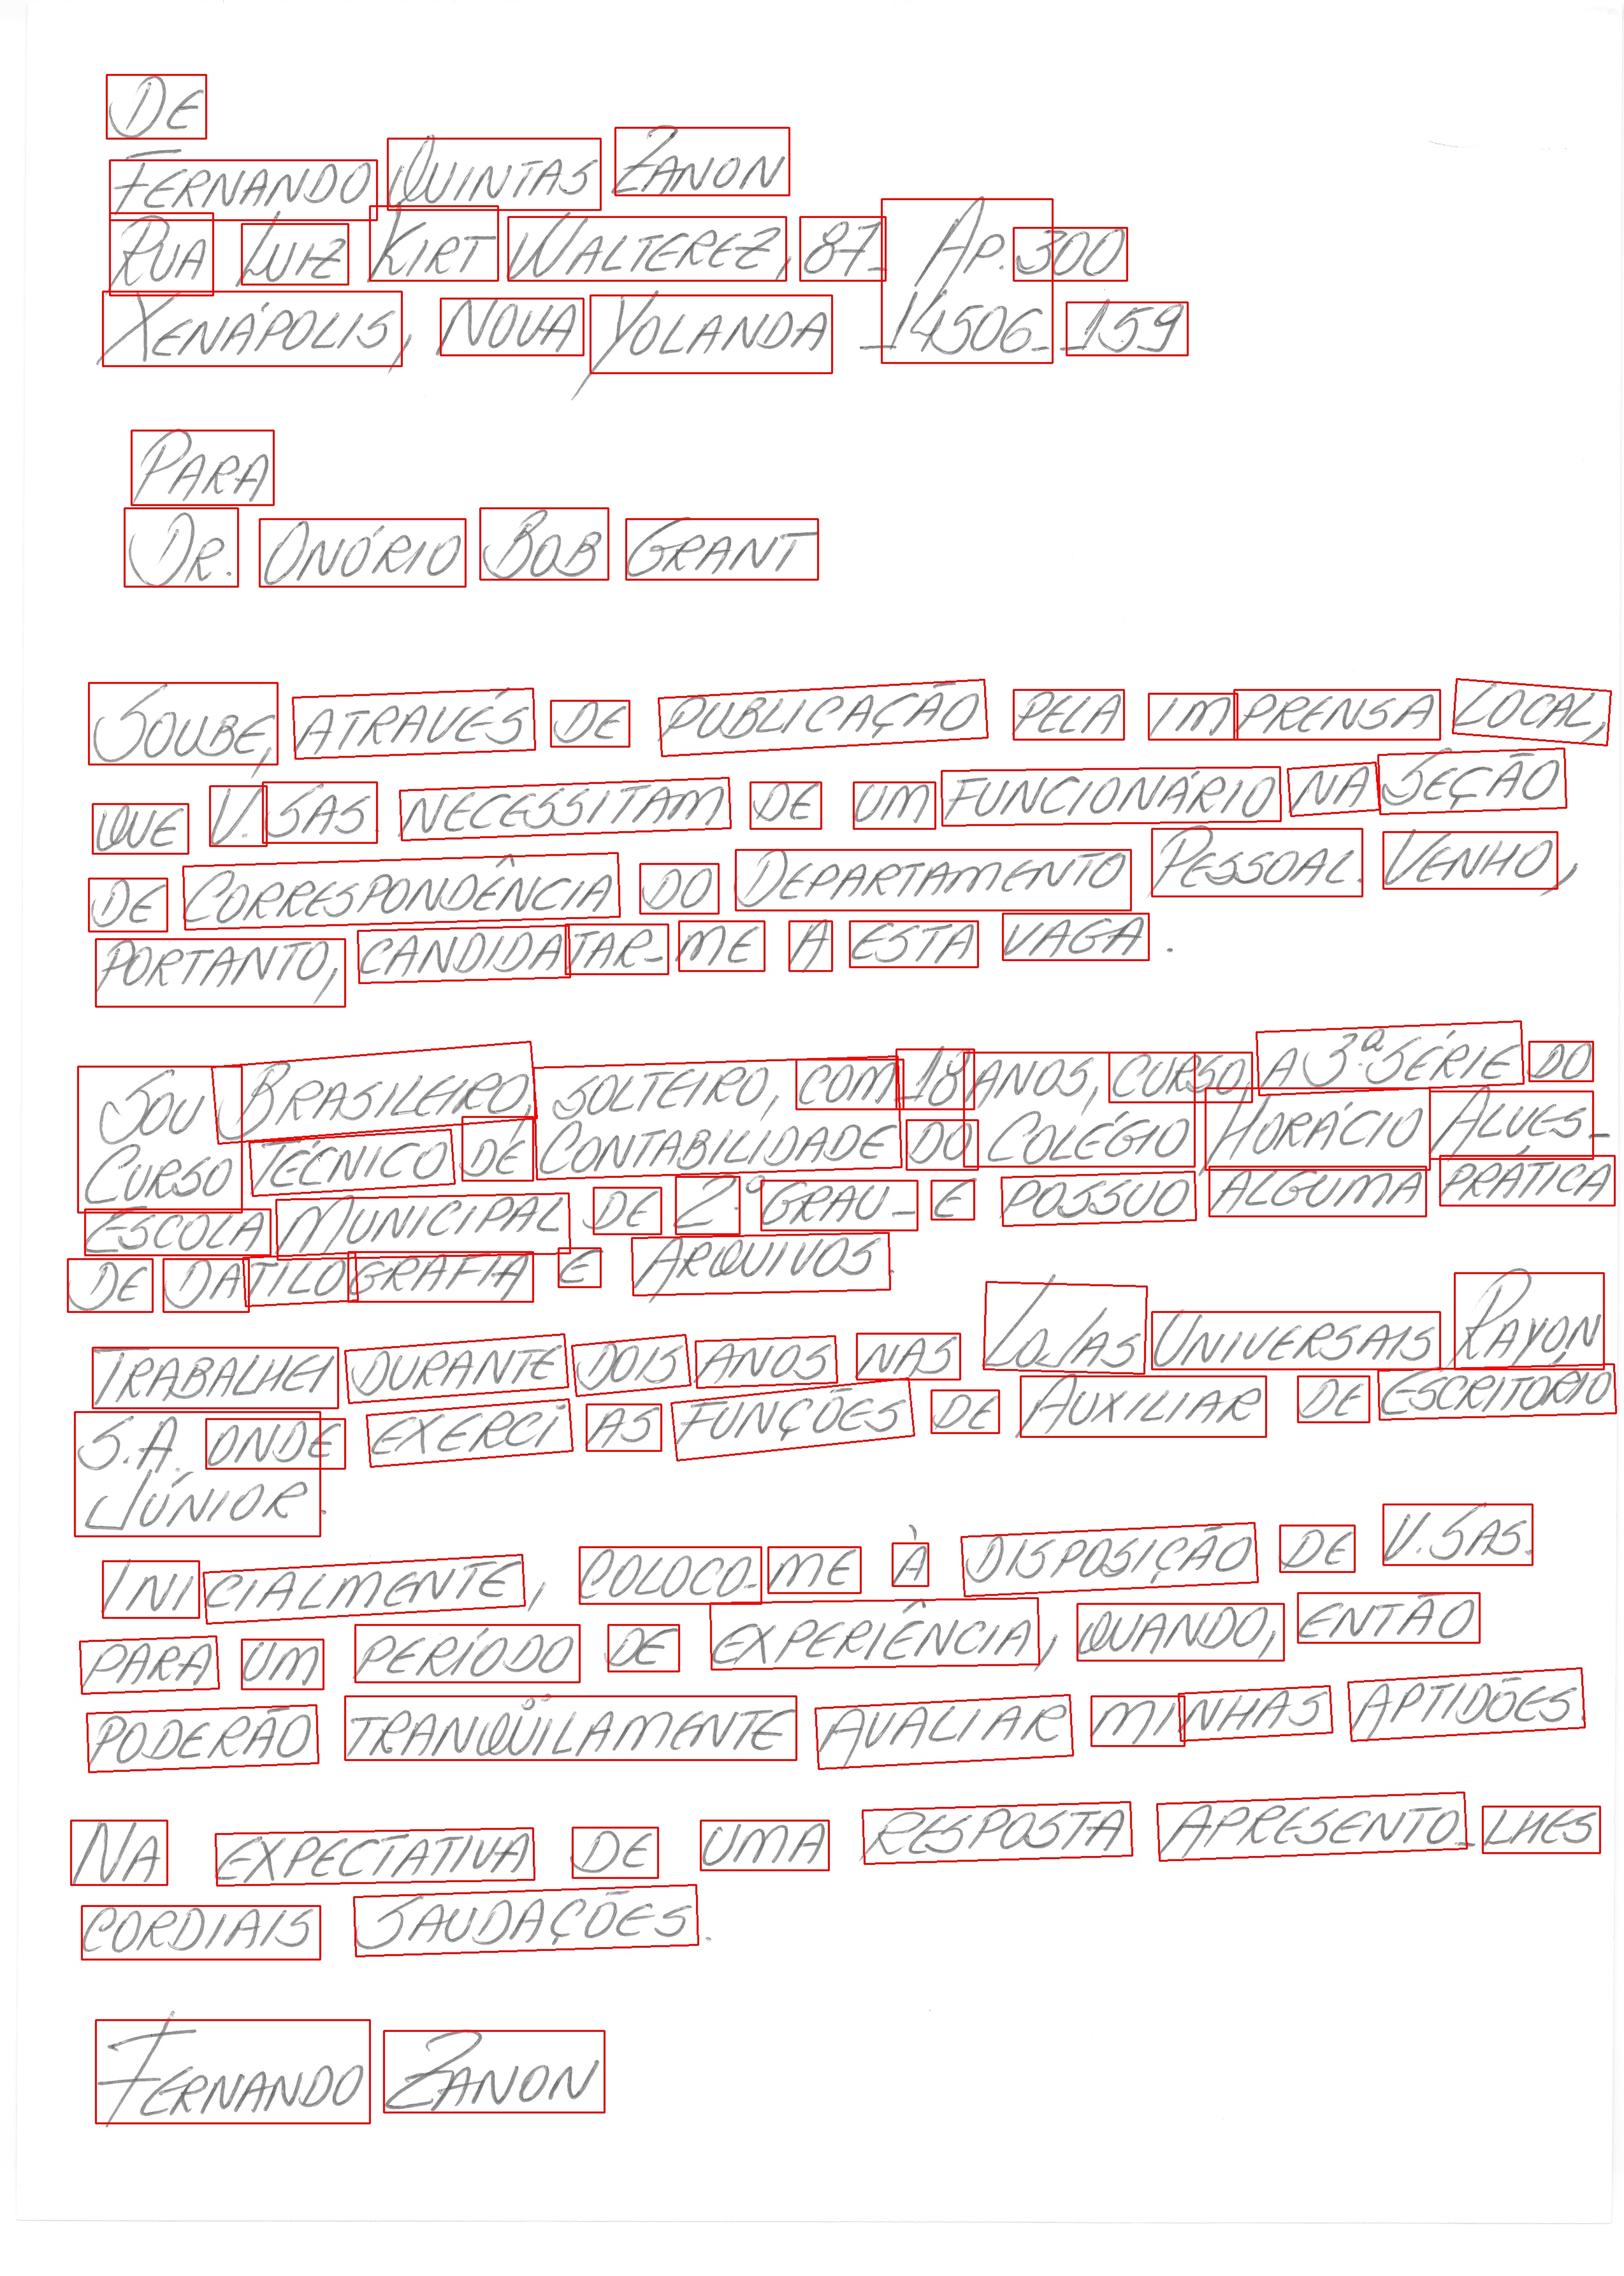 De
Fernando Quintas Zanon
Rua Luiz Kirt Walterez, 87- Ap. 300
Xenápolis, Nova Yolanda - 14506-159
Para
Dr. Onório Bob Grant
Soube, através de publicação pela imprensa local,
que V.Sas necessitam de um funcionário na Seção
de Correspondência do Departamento Pessoal. Venho,
portanto, candidatar-me a esta vaga.
Sou Brasileiro, solteiro, com 18 anos, curso a 3ª Série do
Curso Técnico de Contabilidade do Colégio Horácio Alves-
Escola Municipal de 2º Grau - e possuo alguma prática
de datilografia e Arquivos.
Trabalhei durante dois anos nas Lojas Universais Rayon
S.A. onde exerci as funções de Auxiliar de Escritório
Júnior.
Inicialmente, coloco-me à disposição de V.Sas.
para um período de experiência, quando, então
poderão tranqüilamente avaliar minhas aptidões.
Na expectativa de uma resposta apresento-lhes
cordiais saudações.
Fernando Zanon